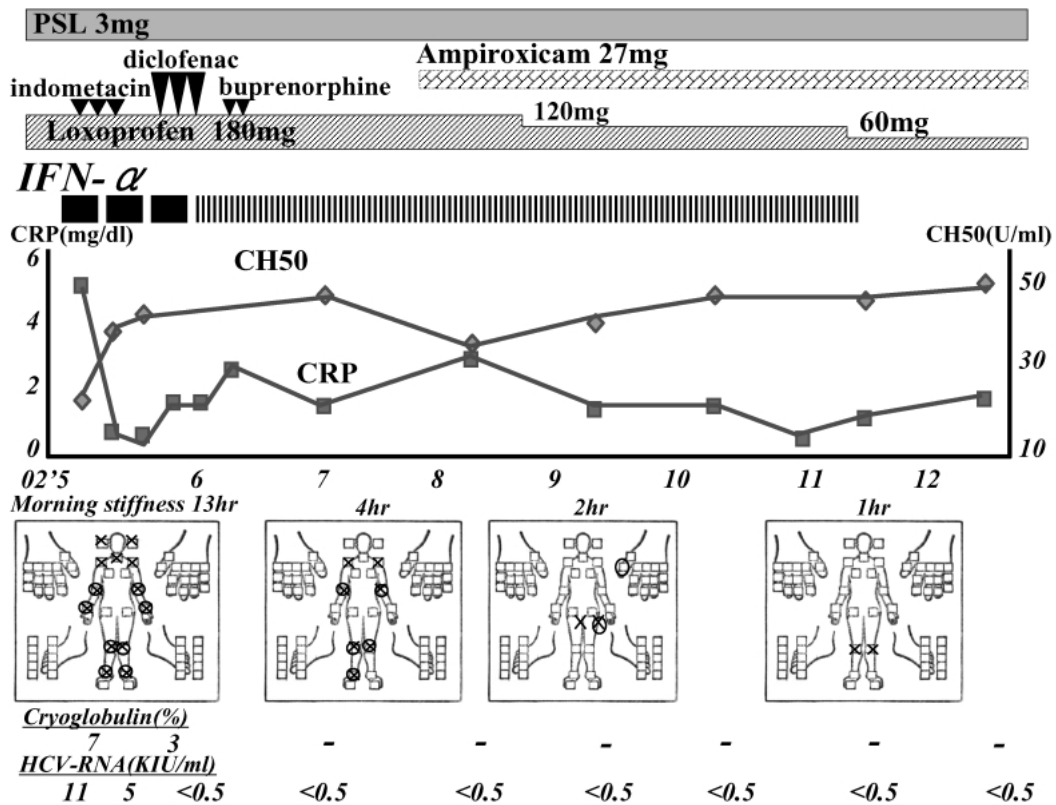 PSL 3mg
diclofenac
Ampiroxicam 27mg
indometacin
buprenorphine
Loxoprofen 180mg
120mg
60mg
IFN-α
CRP(mg/dl)
CH50(U/ml)
6
CH50
50
4
30
CRP
2
0
10
02'5 6 7 8 9 10 11 12
Morning stiffness 13hr 4hr 2hr 1hr
Cryoglobulin(%)
7 3 - - - - - -
HCV-RNA(KIU/ml)
11 5 <0.5 <0.5 <0.5 <0.5 <0.5 <0.5 <0.5